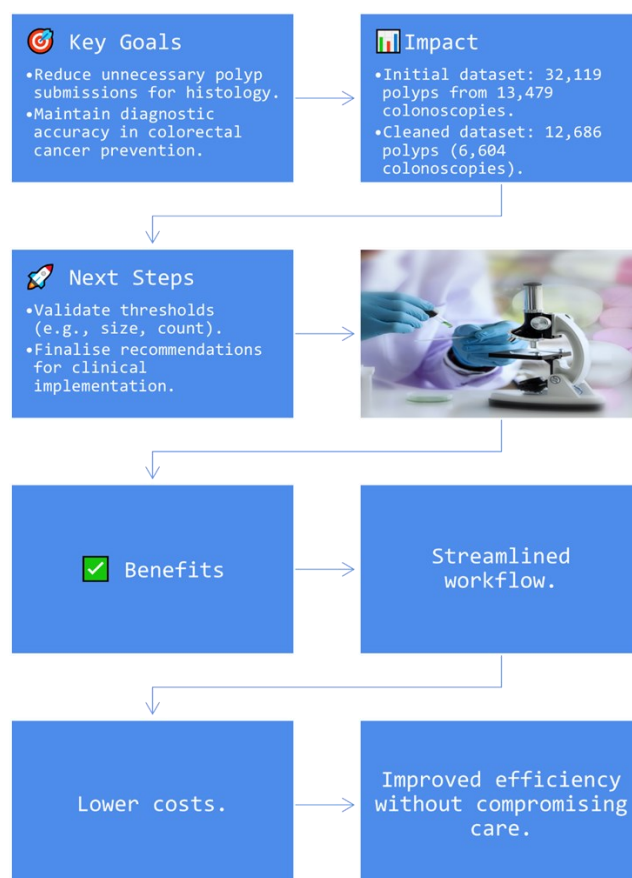 Key Goals
•Reduce unnecessary polyp
submissions for histology.
•Maintain diagnostic
accuracy in colorectal
cancer prevention.
Impact
•Initial dataset: 32,119
polyps from 13,479
colonoscopies.
•Cleaned dataset: 12,686
polyps (6,604
colonoscopies).
Next Steps
•Validate thresholds
(e.g., size, count).
•Finalise recommendations
for clinical
implementation.
Benefits
Streamlined
workflow.
Lower costs.
Improved efficiency
without compromising
care.